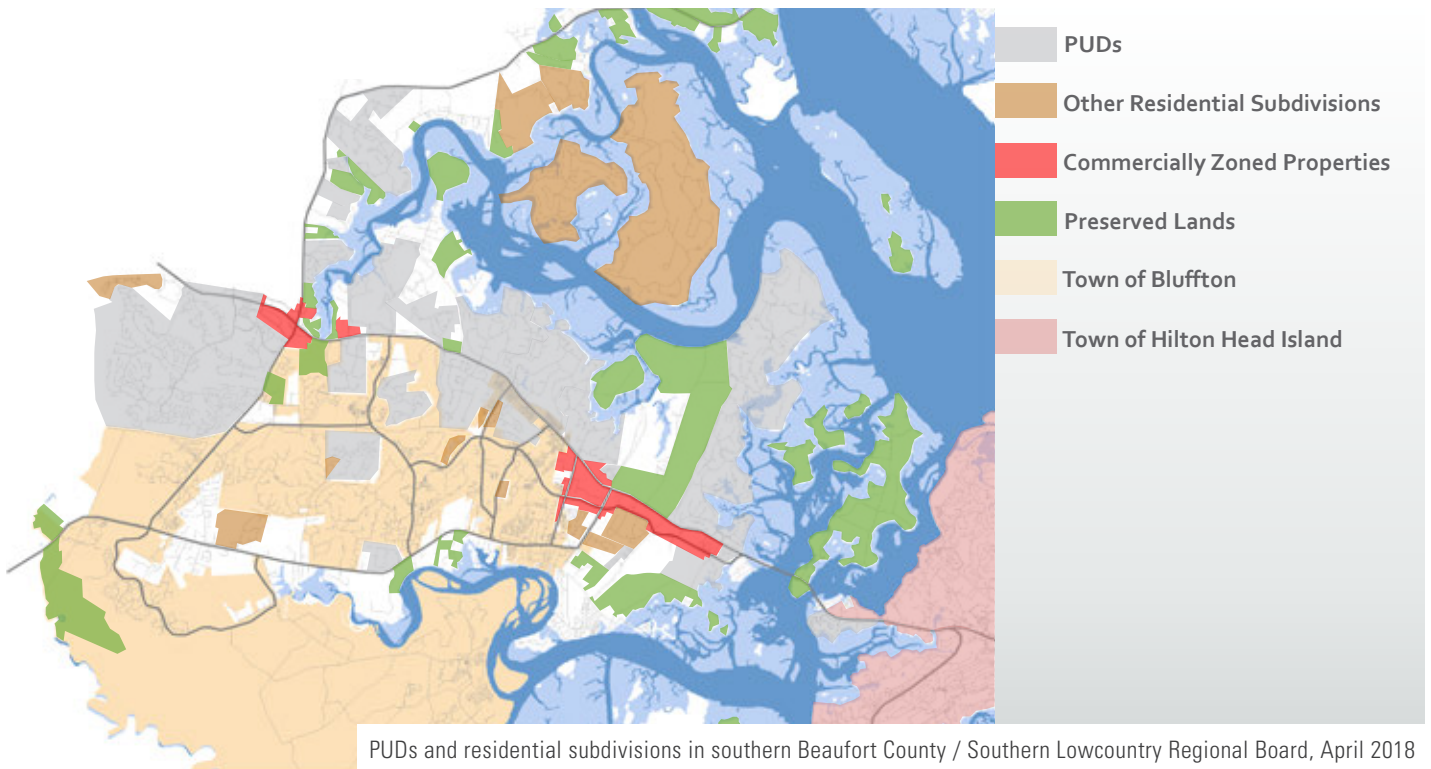 PUDs
Other Residential Subdivisions
Commercially Zoned Properties
Preserved Lands
Town of Bluffton
Town of Hilton Head Island
PUDs and residential subdivisions in southern Beaufort County / Southern Lowcountry Regional Board, April 2018